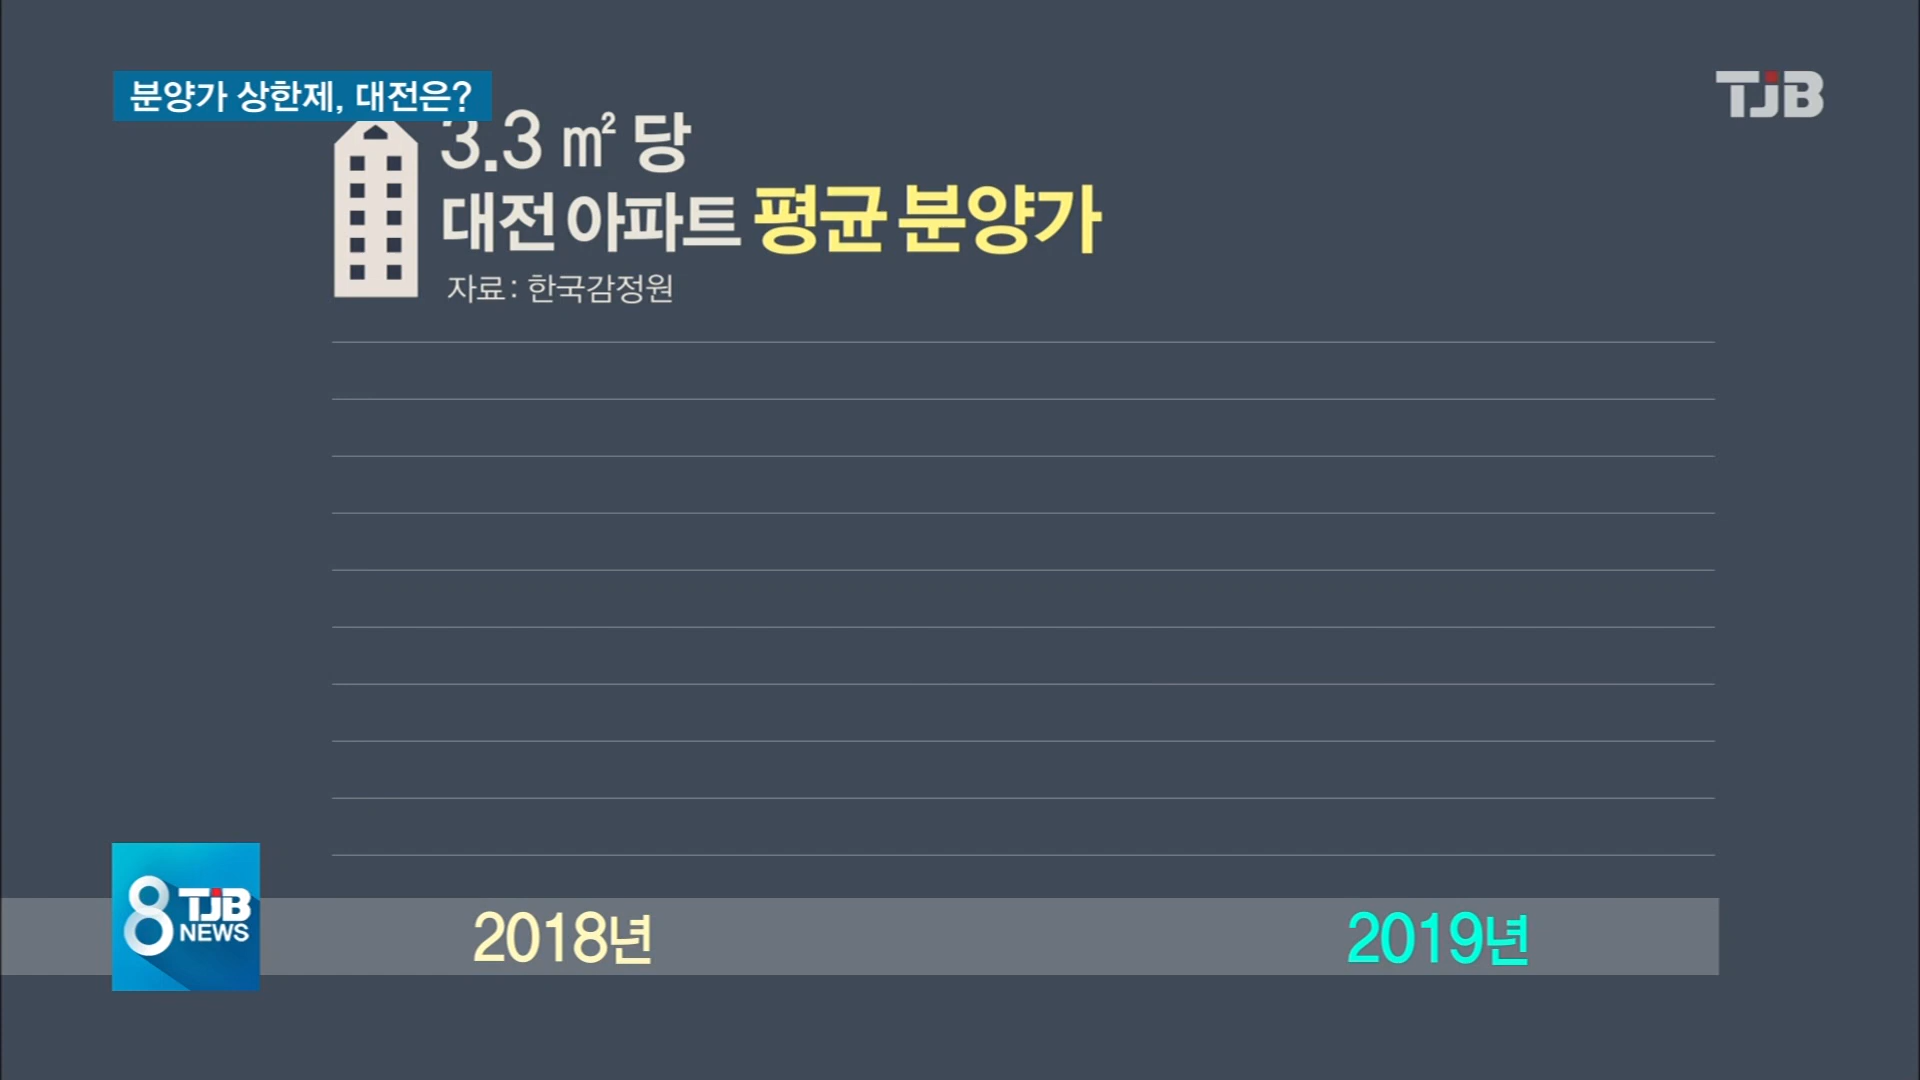 분양가 상한제, 대전은?
TJB
3.3㎡ 당
대전 아파트 평균 분양가
자료 : 한국감정원
8 TJB NEWS
2018년
2019년